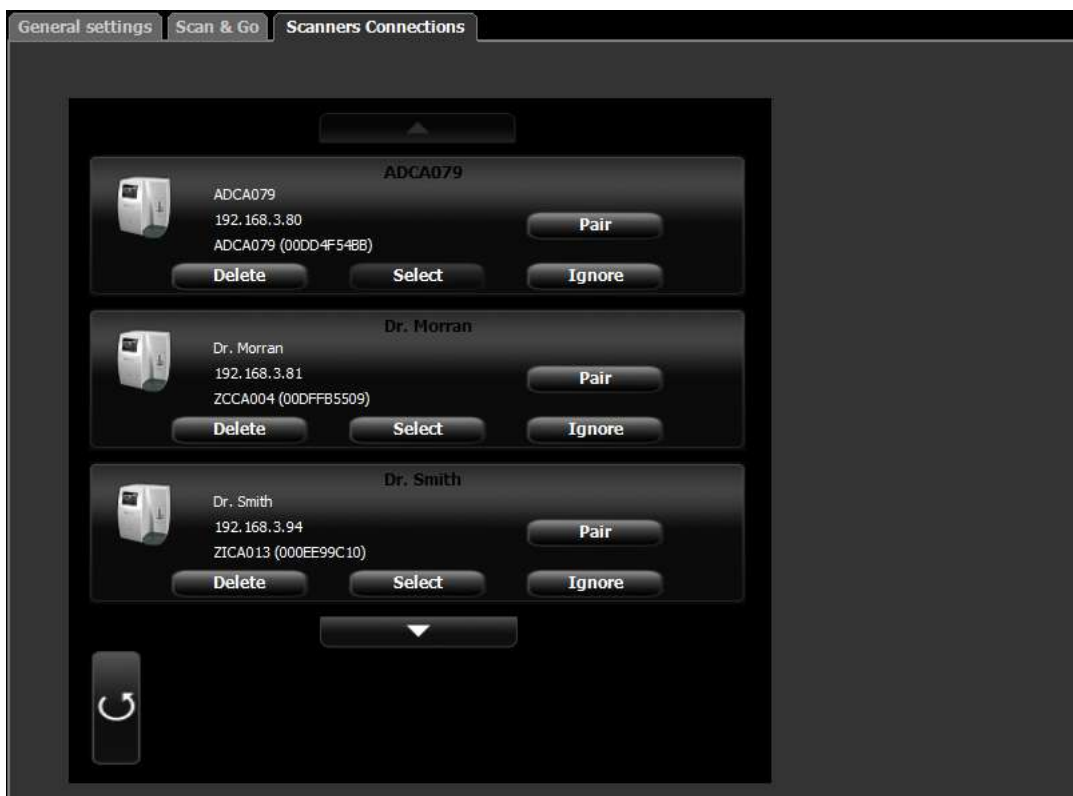 General settings Scan & Go Scanners Connections
ADCA079
ADCA079
192.168.3.80
Pair
ADCA079 (00DD4F54BB)
Delete Select Ignore
Dr. Morran
Dr. Morran
192.168.3.81
Pair
ZCCA004 (00DFFB5509)
Delete Select Ignore
Dr. Smith
Dr. Smith
192.168.3.94
Pair
ZICA013 (000EE99C10)
Delete Select Ignore